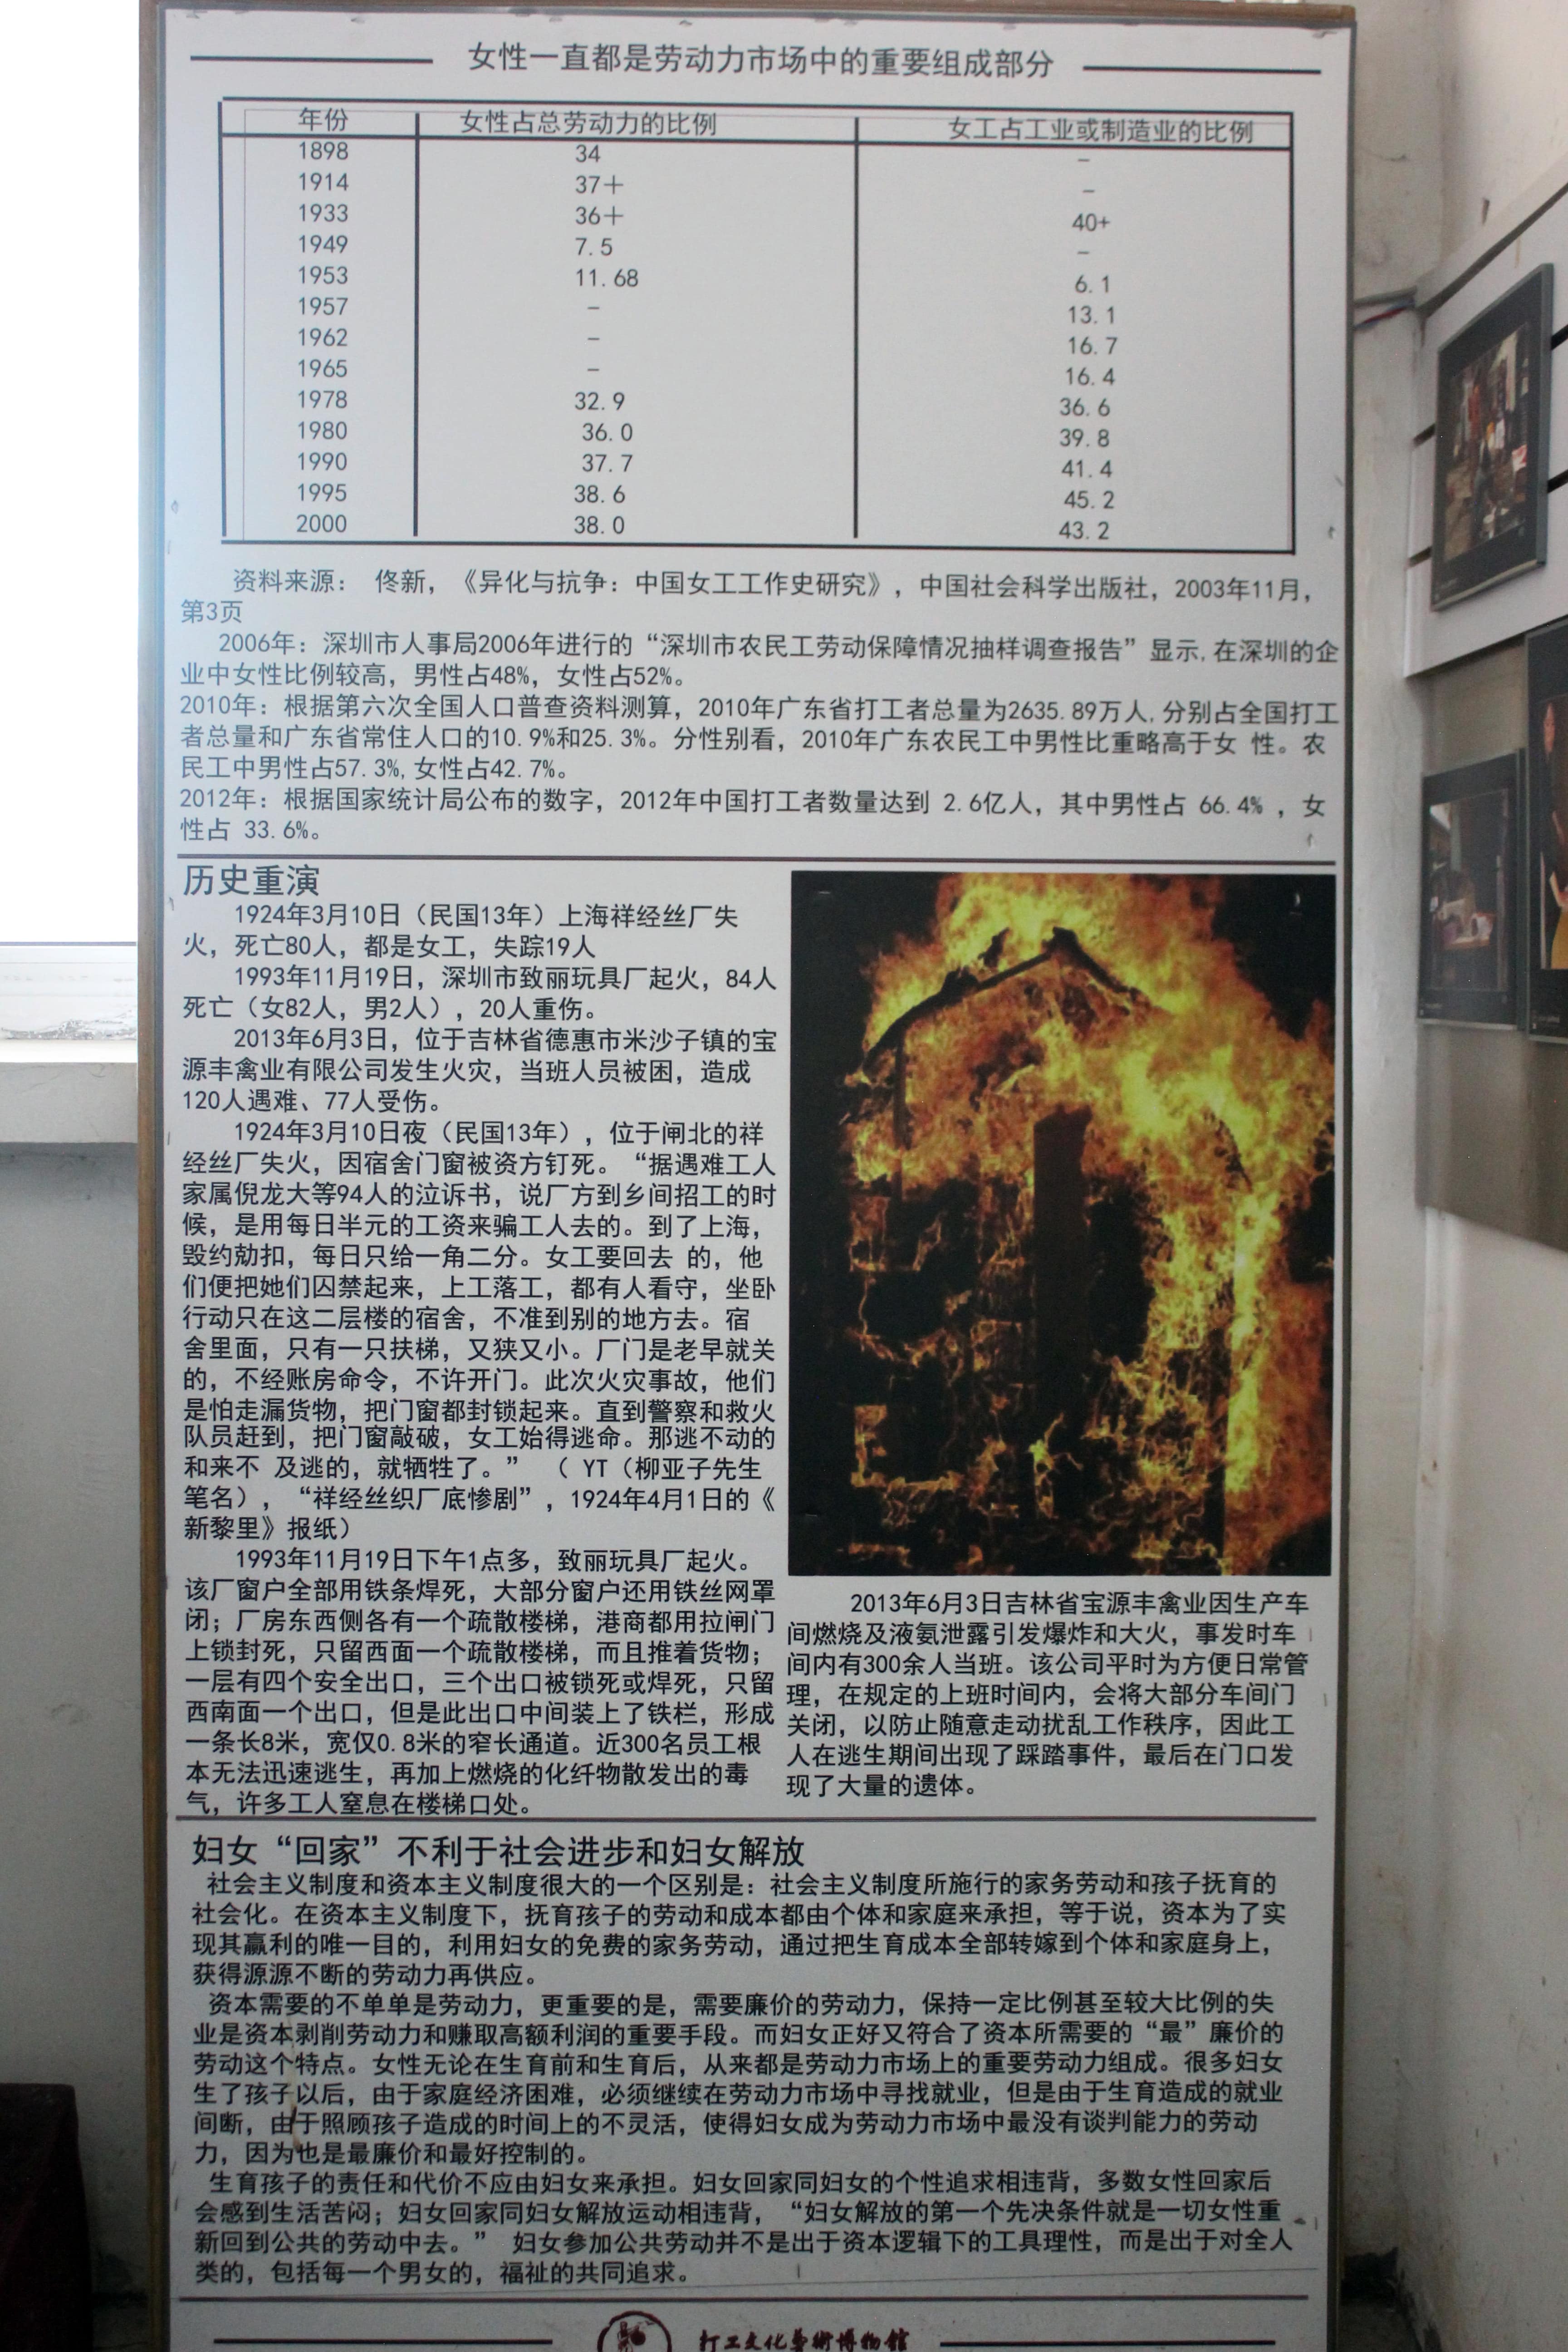 女性一直都是劳动力市场中的重要组成部分
年份 女性占总劳动力的比例 女工占工业或制造业的比例
1898 34 -
1914 37+ -
1933 36+ 40+
1949 7.5 -
1953 11.68 6.1
1957 - 13.1
1962 - 16.7
1965 - 16.4
1978 32.9 36.6
1980 36.0 39.8
1990 37.7 41.4
1995 38.6 45.2
2000 38.0 43.2
资料来源： 佟新，《异化与抗争：中国女工工作史研究》，中国社会科学出版社，2003年11月，
第3页
2006年：深圳市人事局2006年进行的“深圳市农民工劳动保障情况抽样调查报告”显示,在深圳的企
业中女性比例较高，男性占48%，女性占52%。
2010年：根据第六次全国人口普查资料测算，2010年广东省打工者总量为2635.89万人,分别占全国打工
者总量和广东省常住人口的10.9%和25.3%。分性别看，2010年广东农民工中男性比重略高于女 性。农
民工中男性占57.3%,女性占42.7%。
2012年：根据国家统计局公布的数字，2012年中国打工者数量达到 2.6亿人，其中男性占 66.4% ，女
性占 33.6%。
历史重演
1924年3月10日（民国13年）上海祥经丝厂失
火，死亡80人，都是女工，失踪19人
1993年11月19日，深圳市致丽玩具厂起火，84人
死亡（女82人，男2人），20人重伤。
2013年6月3日，位于吉林省德惠市米沙子镇的宝
源丰禽业有限公司发生火灾，当班人员被困，造成
120人遇难、77人受伤。
1924年3月10日夜（民国13年），位于闸北的祥
经丝厂失火，因宿舍门窗被资方钉死。“据遇难工人
家属倪龙大等94人的泣诉书，说厂方到乡间招工的时
候，是用每日半元的工资来骗工人去的。到了上海，
毁约勀扣，每日只给一角二分。女工要回去 的，他
们便把她们囚禁起来，上工落工，都有人看守，坐卧
行动只在这二层楼的宿舍，不准到别的地方去。宿
舍里面，只有一只扶梯，又狭又小。厂门是老早就关
的，不经账房命令，不许开门。此次火灾事故，他们
是怕走漏货物，把门窗都封锁起来。直到警察和救火
队员赶到，把门窗敲破，女工始得逃命。那逃不动的
和来不 及逃的，就牺牲了。” （ YT（柳亚子先生
笔名），“祥经丝织厂底惨剧”，1924年4月1日的《
新黎里》报纸）
1993年11月19日下午1点多，致丽玩具厂起火。
该厂窗户全部用铁条焊死，大部分窗户还用铁丝网罩
闭；厂房东西侧各有一个疏散楼梯，港商都用拉闸门
上锁封死，只留西面一个疏散楼梯，而且推着货物；
一层有四个安全出口，三个出口被锁死或焊死，只留
西南面一个出口，但是此出口中间装上了铁栏，形成
一条长8米，宽仅0.8米的窄长通道。近300名员工根
本无法迅速逃生，再加上燃烧的化纤物散发出的毒
气，许多工人窒息在楼梯口处。
2013年6月3日吉林省宝源丰禽业因生产车
间燃烧及液氨泄露引发爆炸和大火，事发时车
间内有300余人当班。该公司平时为方便日常管
理，在规定的上班时间内，会将大部分车间门
关闭，以防止随意走动扰乱工作秩序，因此工
人在逃生期间出现了踩踏事件，最后在门口发
现了大量的遗体。
妇女“回家”不利于社会进步和妇女解放
社会主义制度和资本主义制度很大的一个区别是：社会主义制度所施行的家务劳动和孩子抚育的
社会化。在资本主义制度下，抚育孩子的劳动和成本都由个体和家庭来承担，等于说，资本为了实
现其赢利的唯一目的，利用妇女的免费的家务劳动，通过把生育成本全部转嫁到个体和家庭身上，
获得源源不断的劳动力再供应。
资本需要的不单单是劳动力，更重要的是，需要廉价的劳动力，保持一定比例甚至较大比例的失
业是资本剥削劳动力和赚取高额利润的重要手段。而妇女正好又符合了资本所需要的“最”廉价的
劳动这个特点。女性无论在生育前和生育后，从来都是劳动力市场上的重要劳动力组成。很多妇女
生了孩子以后，由于家庭经济困难，必须继续在劳动力市场中寻找就业，但是由于生育造成的就业
间断，由于照顾孩子造成的时间上的不灵活，使得妇女成为劳动力市场中最没有谈判能力的劳动
力，因为也是最廉价和最好控制的。
生育孩子的责任和代价不应由妇女来承担。妇女回家同妇女的个性追求相违背，多数女性回家后
会感到生活苦闷；妇女回家同妇女解放运动相违背，“妇女解放的第一个先决条件就是一切女性重
新回到公共的劳动中去。” 妇女参加公共劳动并不是出于资本逻辑下的工具理性，而是出于对全人
类的，包括每一个男女的，福祉的共同追求。
打工文化艺术博物馆